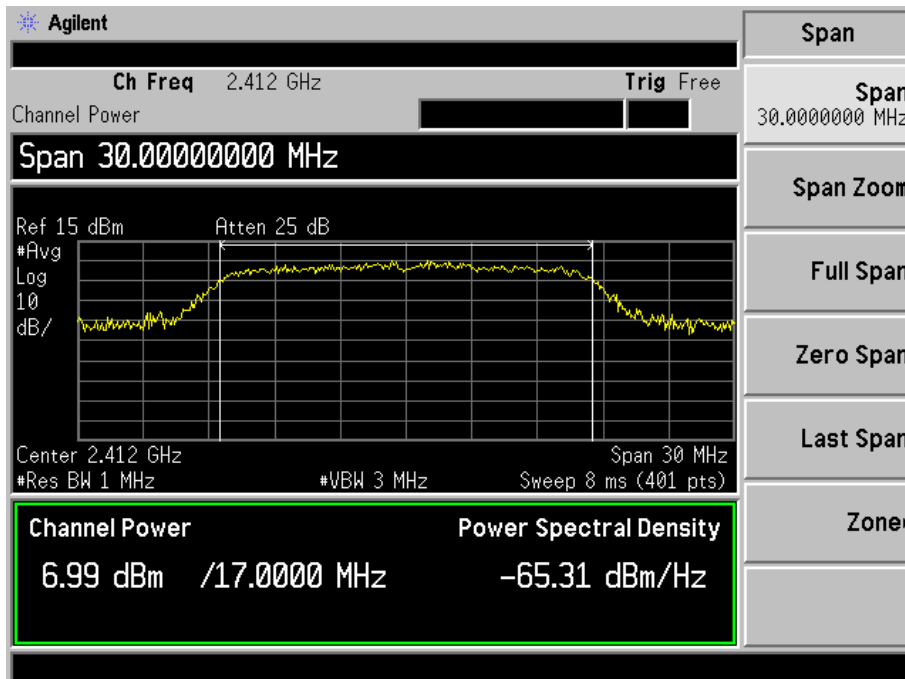 Agilent
Span
Ch Freq 2.412 GHz Trig Free
Channel Power
Span
30.0000000 MHz
Span 30.00000000 MHz
Span Zoom
Ref 15 dBm Atten 25 dB
#Avg
Log
10
dB/
Full Span
Zero Span
Last Span
Center 2.412 GHz Span 30 MHz
#Res BW 1 MHz #VBW 3 MHz Sweep 8 ms (401 pts)
Channel Power Power Spectral Density
6.99 dBm /17.0000 MHz -65.31 dBm/Hz